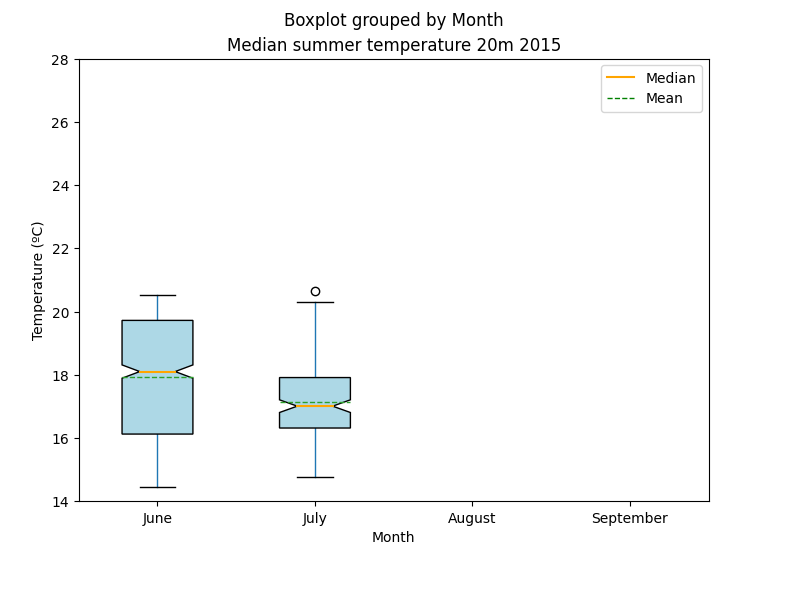 Boxplot grouped by Month
Median summer temperature 20m 2015
Median
Mean
28
26
24
22
20
18
16
14
Temperature (ºC)
June July August September
Month